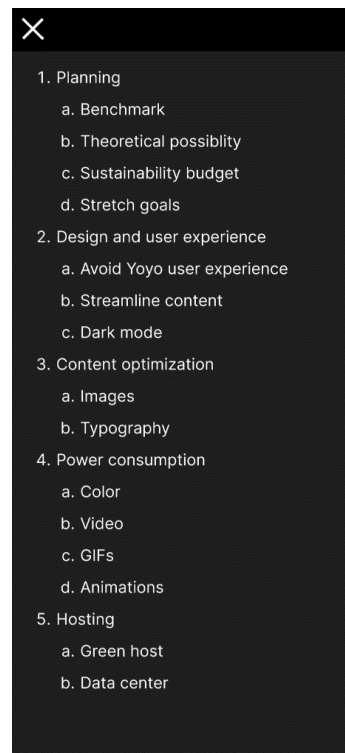 1. Planning
a. Benchmark
b. Theoretical possiblity
c. Sustainability budget
d. Stretch goals
2. Design and user experience
a. Avoid Yoyo user experience
b. Streamline content
c. Dark mode
3. Content optimization
a. Images
b. Typography
4. Power consumption
a. Color
b. Video
c. GIFs
d. Animations
5. Hosting
a. Green host
b. Data center